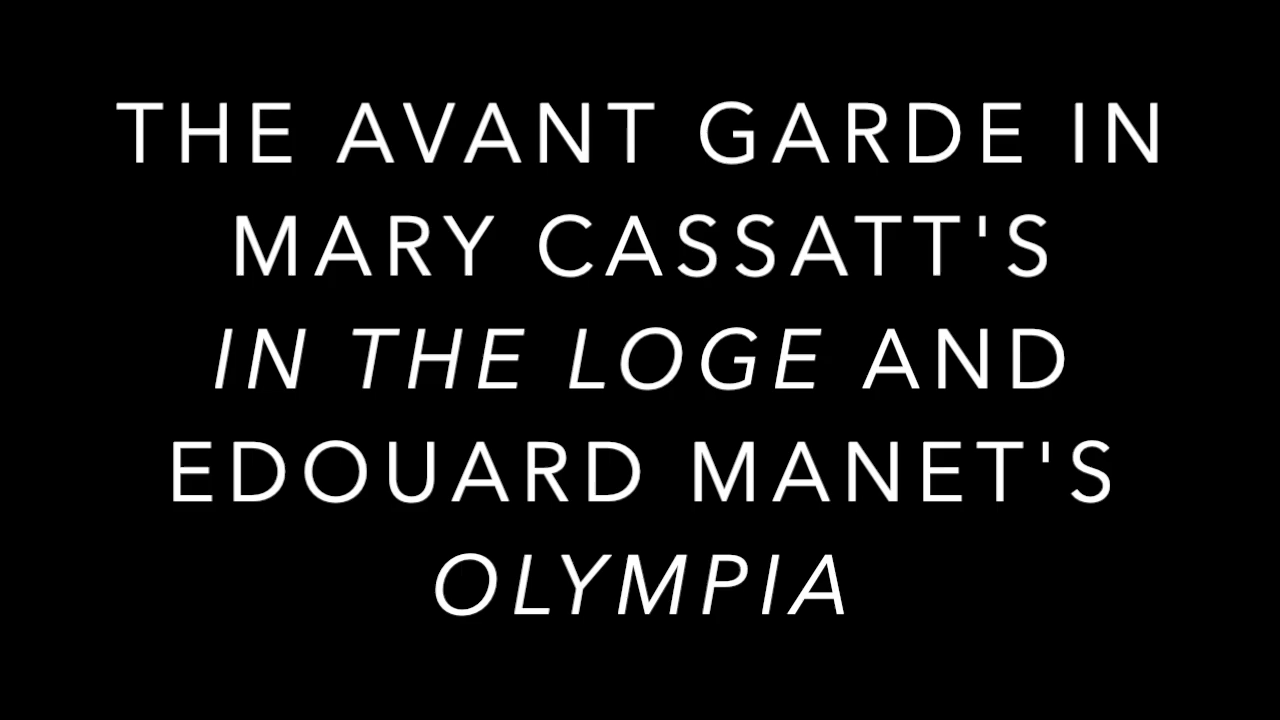 THE AVANT GARDE IN
MARY CASSATT'S
IN THE LOGE AND
EDOUARD MANET'S
OLYMPIA